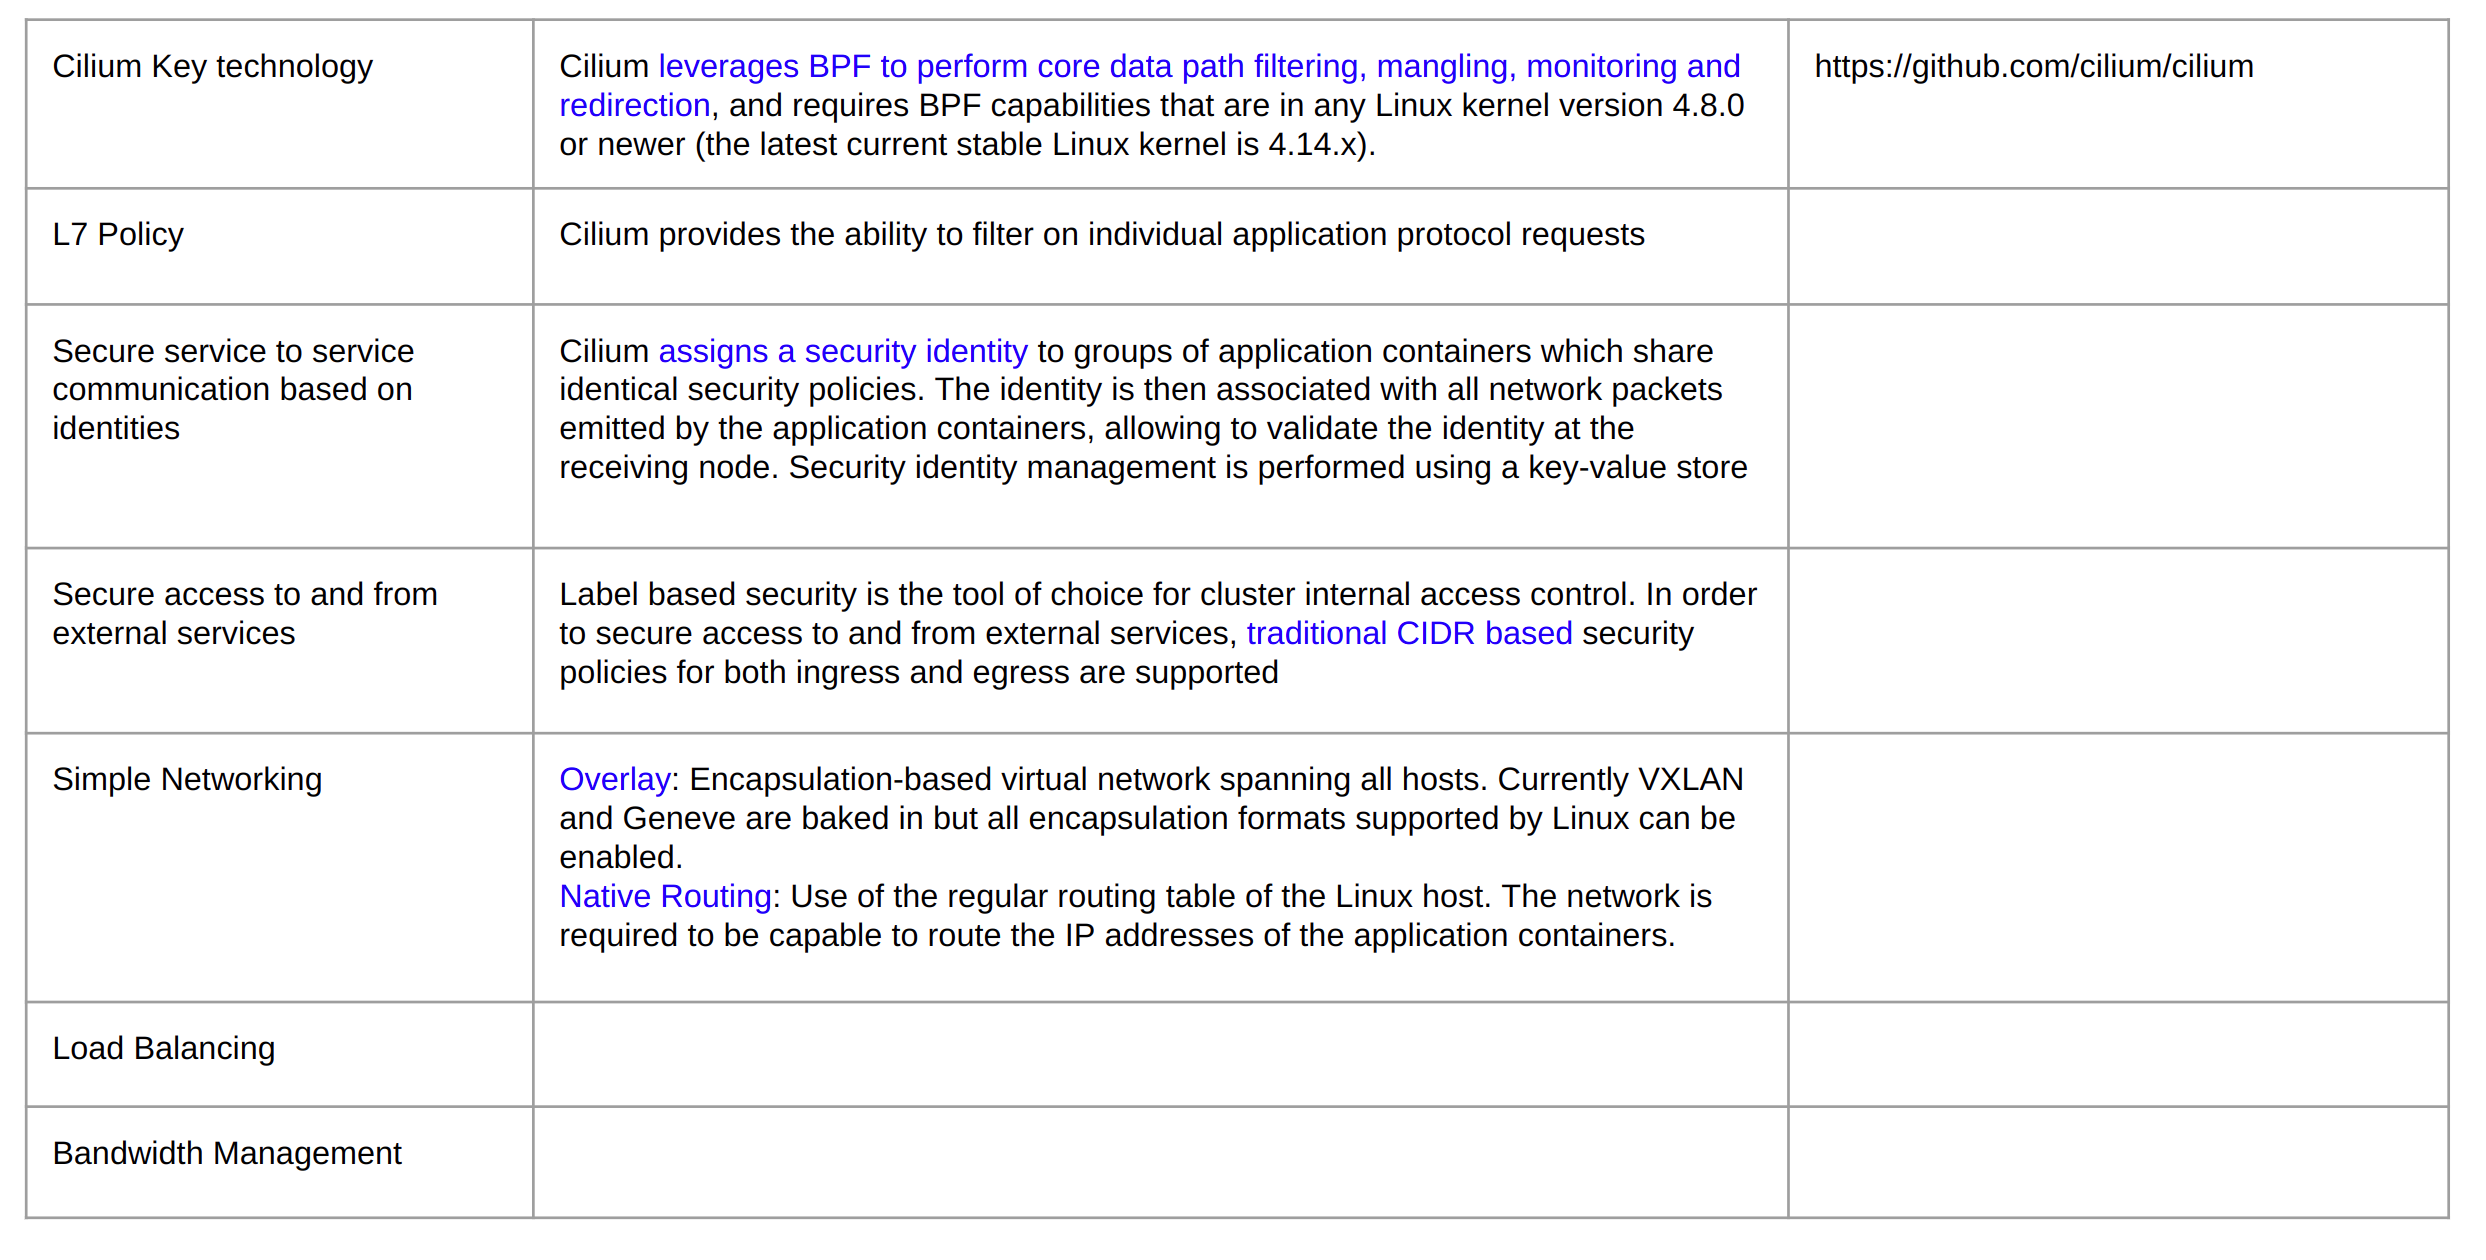 Cilium Key technology
Cilium leverages BPF to perform core data path filtering, mangling, monitoring and
redirection, and requires BPF capabilities that are in any Linux kernel version 4.8.0
or newer (the latest current stable Linux kernel is 4.14.x).
https://github.com/cilium/cilium
L7 Policy
Cilium provides the ability to filter on individual application protocol requests
Secure service to service
communication based on
identities
Cilium assigns a security identity to groups of application containers which share
identical security policies. The identity is then associated with all network packets
emitted by the application containers, allowing to validate the identity at the
receiving node. Security identity management is performed using a key-value store
Secure access to and from
external services
Label based security is the tool of choice for cluster internal access control. In order
to secure access to and from external services, traditional CIDR based security
policies for both ingress and egress are supported
Simple Networking
Overlay: Encapsulation-based virtual network spanning all hosts. Currently VXLAN
and Geneve are baked in but all encapsulation formats supported by Linux can be
enabled.
Native Routing: Use of the regular routing table of the Linux host. The network is
required to be capable to route the IP addresses of the application containers.
Load Balancing
Bandwidth Management